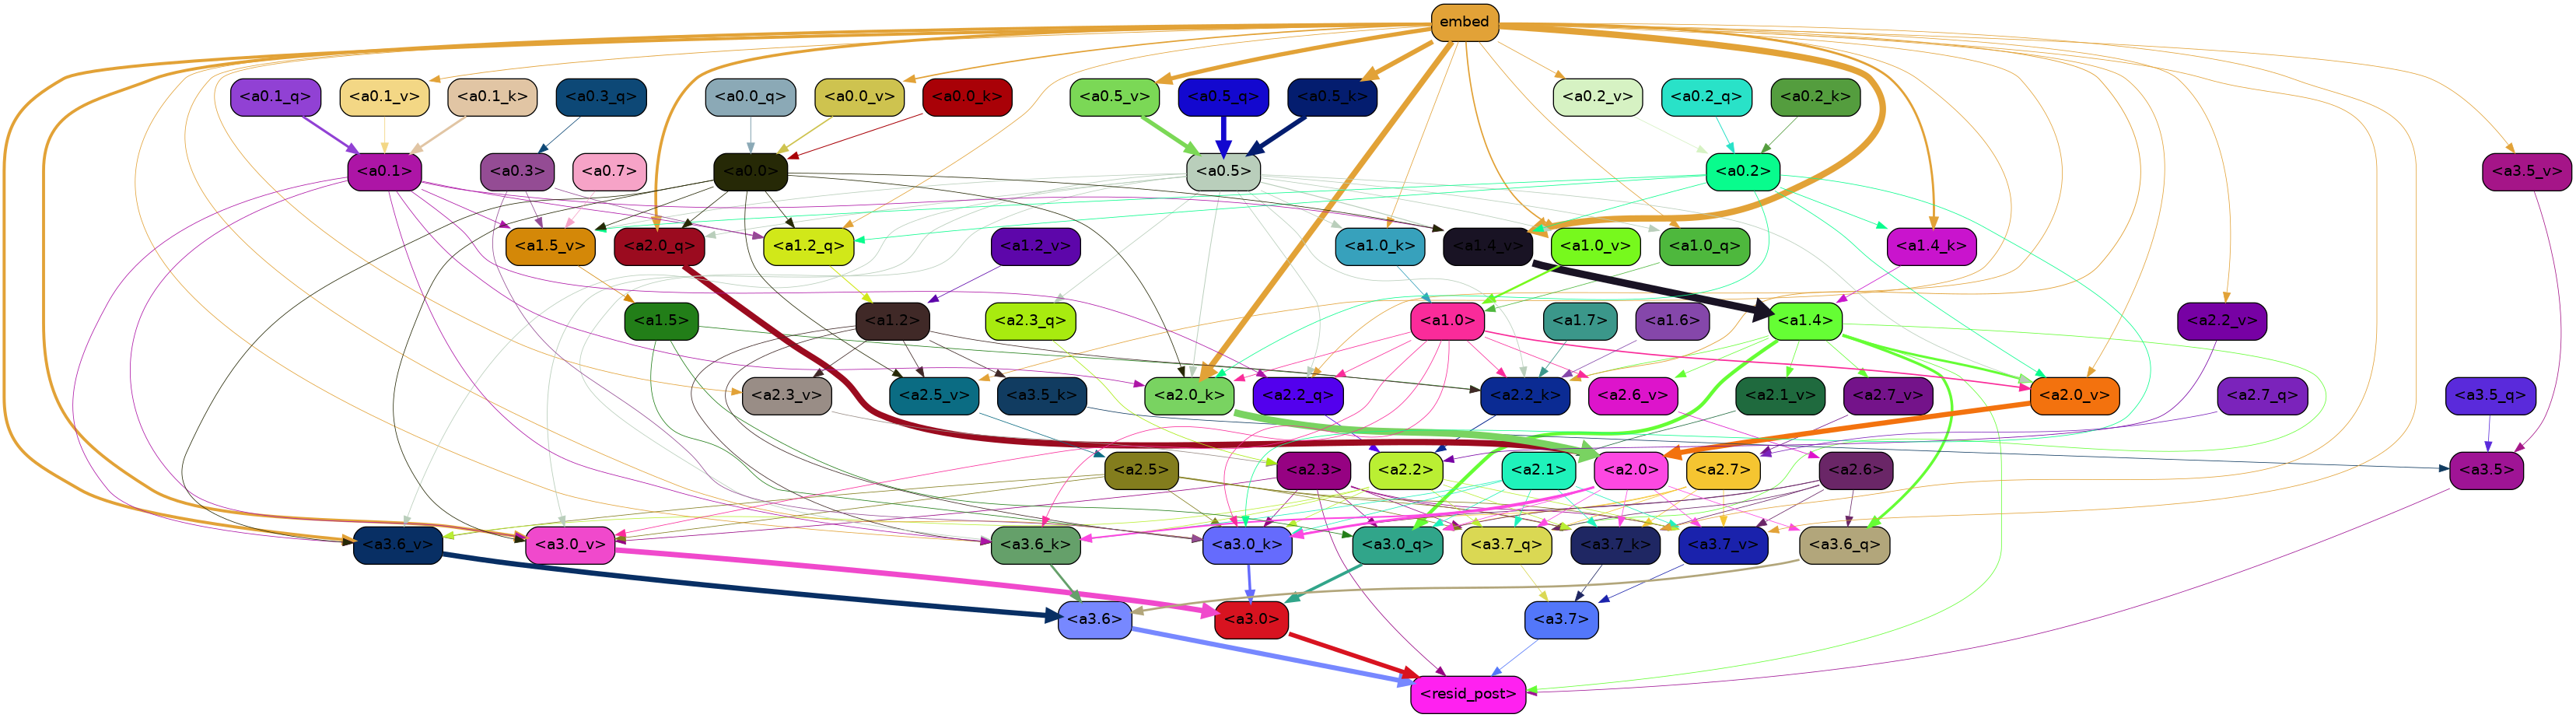 embed
<a0.1_q> <a0.1_v> <a0.1_k> <a0.3_q> <a0.0_q> <a0.0_v> <a0.0_k> <a0.5_v> <a0.5_q> <a0.5_k> <a0.2_v> <a0.2_q> <a0.2_k>
<a0.1> <a0.3> <a0.7> <a0.0> <a0.5> <a0.2> <a3.5_v>
<a1.5_v> <a2.0_q> <a1.2_q> <a1.2_v> <a1.0_k> <a1.4_v> <a1.0_v> <a1.0_q> <a1.4_k>
<a1.5> <a1.2> <a2.3_q> <a1.0> <a1.7> <a1.6> <a1.4> <a2.2_v>
<a2.3_v> <a2.5_v> <a3.5_k> <a2.0_k> <a2.2_q> <a2.2_k> <a2.6_v> <a2.1_v> <a2.7_v> <a2.0_v> <a2.7_q> <a3.5_q>
<a2.5> <a2.3> <a2.2> <a2.1> <a2.0> <a2.7> <a2.6> <a3.5>
<a3.6_v> <a3.0_v> <a3.6_k> <a3.0_k> <a3.0_q> <a3.7_q> <a3.7_k> <a3.7_v> <a3.6_q>
<a3.6> <a3.0> <a3.7>
<resid_post>